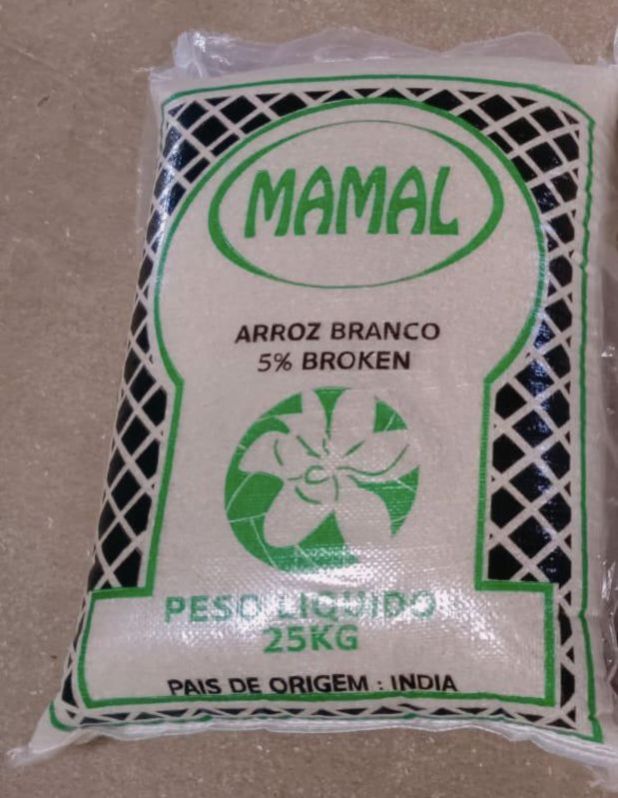 MAMAL
ARROZ BRANCO
5% BROKEN
PESO LIQUIDO
25KG
PAIS DE ORIGEM : INDIA